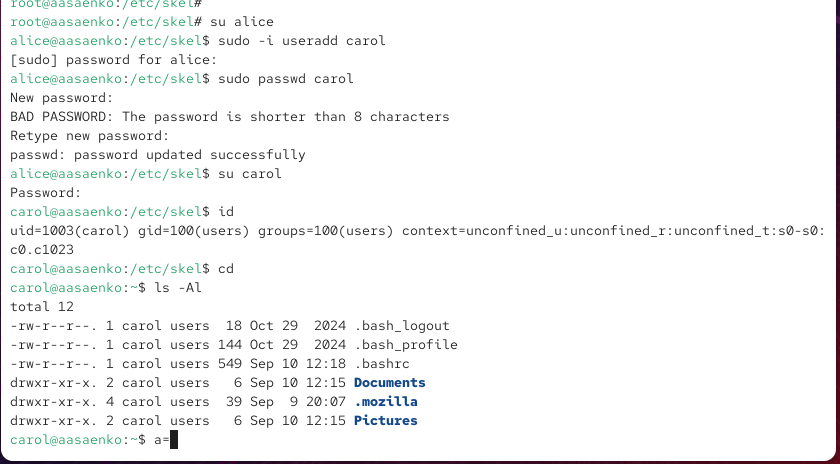 root@aasaenko:/etc/skel#
root@aasaenko:/etc/skel# su alice
alice@aasaenko:/etc/skel$ sudo -i useradd carol
[sudo] password for alice:
alice@aasaenko:/etc/skel$ sudo passwd carol
New password:
BAD PASSWORD: The password is shorter than 8 characters
Retype new password:
passwd: password updated successfully
alice@aasaenko:/etc/skel$ su carol
Password:
carol@aasaenko:/etc/skel$ id
uid=1003(carol) gid=100(users) groups=100(users) context=unconfined_u:unconfined_r:unconfined_t:s0-s0:
c0.c1023
carol@aasaenko:/etc/skel$ cd
carol@aasaenko:~$ ls -Al
total 12
-rw-r--r--. 1 carol users  18 Oct 29  2024 .bash_logout
-rw-r--r--. 1 carol users 144 Oct 29  2024 .bash_profile
-rw-r--r--. 1 carol users 549 Sep 10 12:18 .bashrc
drwxr-xr-x. 2 carol users   6 Sep 10 12:15 Documents
drwxr-xr-x. 4 carol users  39 Sep  9 20:07 .mozilla
drwxr-xr-x. 2 carol users   6 Sep 10 12:15 Pictures
carol@aasaenko:~$ a=